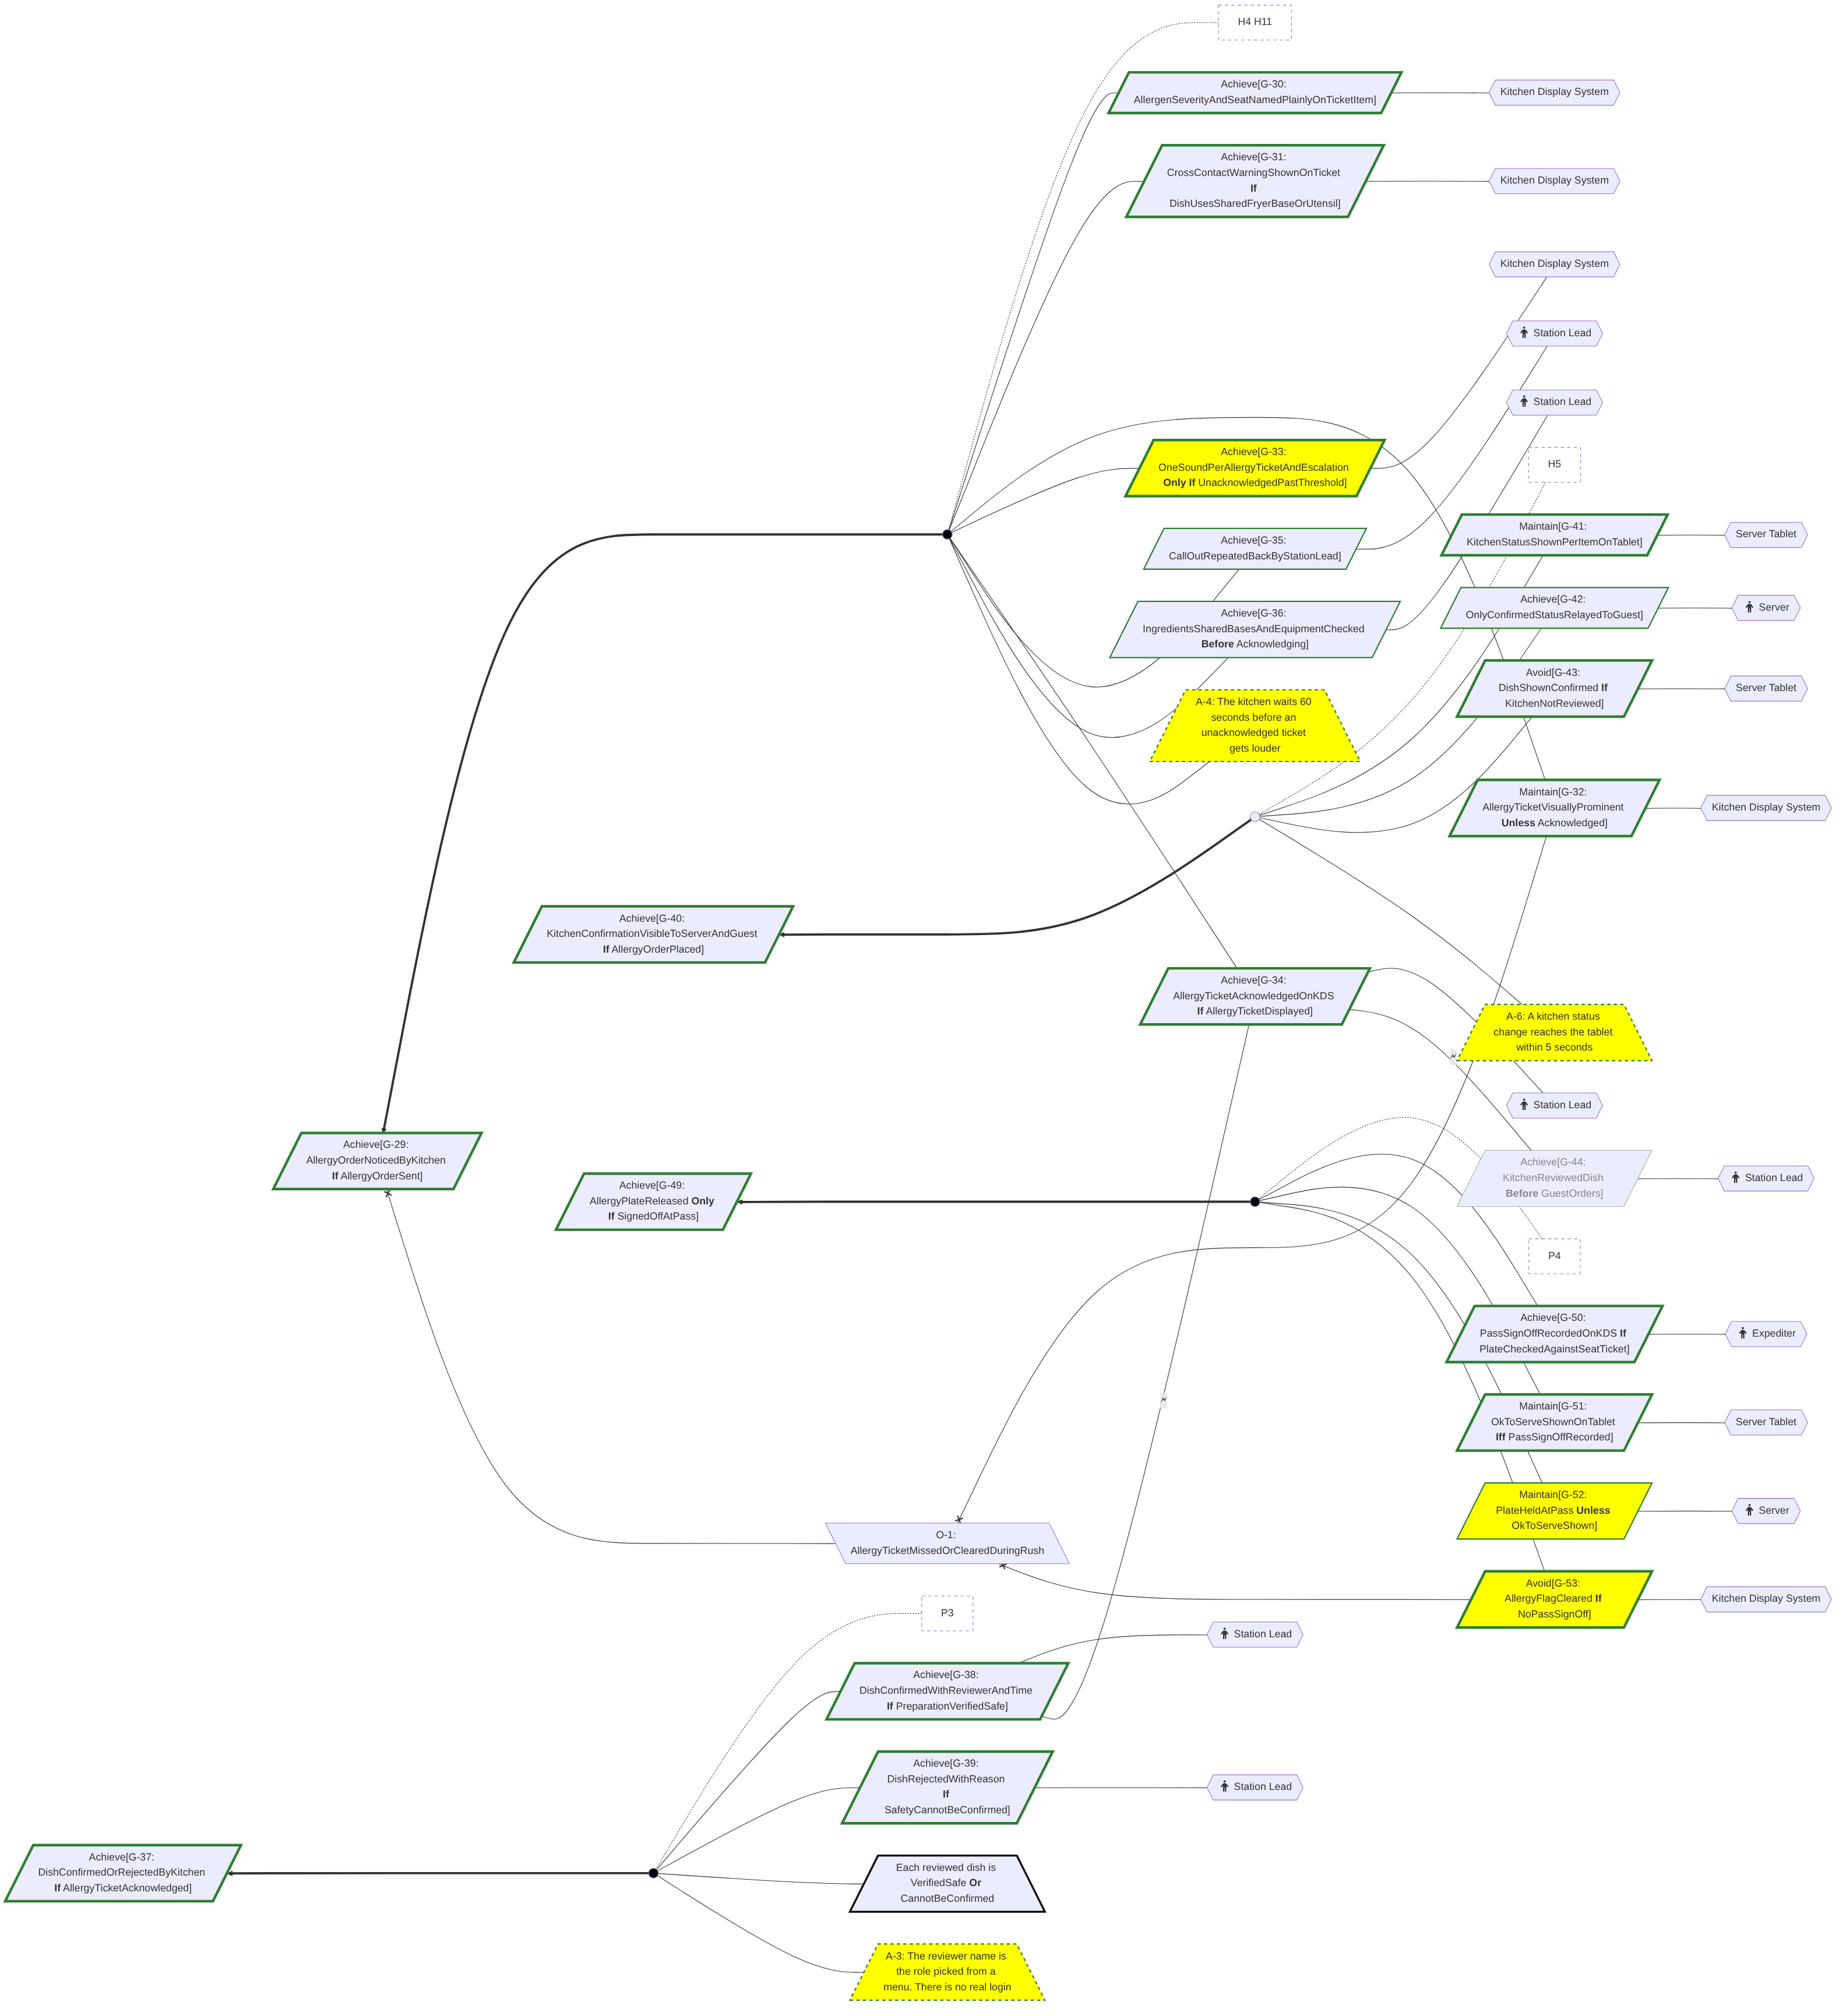 H4 H11
Achieve[G-30:
AllergenSeverityAndSeatNamedPlainlyOnTicketItem]
Kitchen Display System
Achieve[G-31:
CrossContactWarningShownOnTicket
If
DishUsesSharedFryerBaseOrUtensil]
Kitchen Display System
Kitchen Display System
Station Lead
Station Lead
Achieve[G-33:
OneSoundPerAllergyTicketAndEscalation
Only If UnacknowledgedPastThreshold]
H5
Achieve[G-35:
CallOutRepeatedBackByStationLead]
Maintain[G-41:
KitchenStatusShownPerItemOnTablet]
Server Tablet
Achieve[G-36:
IngredientsSharedBasesAndEquipmentChecked
Before Acknowledging]
Achieve[G-42:
OnlyConfirmedStatusRelayedToGuest]
Server
A-4: The kitchen waits 60
seconds before an
unacknowledged ticket
gets louder
Avoid[G-43:
DishShownConfirmed If
KitchenNotReviewed]
Server Tablet
Maintain[G-32:
AllergyTicketVisuallyProminent
Unless Acknowledged]
Kitchen Display System
Achieve[G-40:
KitchenConfirmationVisibleToServerAndGuest
If AllergyOrderPlaced]
Achieve[G-34:
AllergyTicketAcknowledgedOnKDS
If AllergyTicketDisplayed]
A-6: A kitchen status
change reaches the tablet
within 5 seconds
Station Lead
Achieve[G-29:
AllergyOrderNoticedByKitchen
If AllergyOrderSent]
Achieve[G-49:
AllergyPlateReleased Only
If SignedOffAtPass]
Achieve[G-44:
KitchenReviewedDish
Before GuestOrders]
Station Lead
P4
Achieve[G-50:
PassSignOffRecordedOnKDS If
PlateCheckedAgainstSeatTicket]
Expediter
Maintain[G-51:
OkToServeShownOnTablet
Iff PassSignOffRecorded]
Server Tablet
Maintain[G-52:
PlateHeldAtPass Unless
OkToServeShown]
Server
O-1:
AllergyTicketMissedOrClearedDuringRush
Avoid[G-53:
AllergyFlagCleared If
NoPassSignOff]
Kitchen Display System
P3
Station Lead
Achieve[G-38:
DishConfirmedWithReviewerAndTime
If PreparationVerifiedSafe]
Achieve[G-39:
DishRejectedWithReason
If
SafetyCannotBeConfirmed]
Station Lead
Achieve[G-37:
DishConfirmedOrRejectedByKitchen
If AllergyTicketAcknowledged]
Each reviewed dish is
VerifiedSafe Or
CannotBeConfirmed
A-3: The reviewer name is
the role picked from a
menu. There is no real login